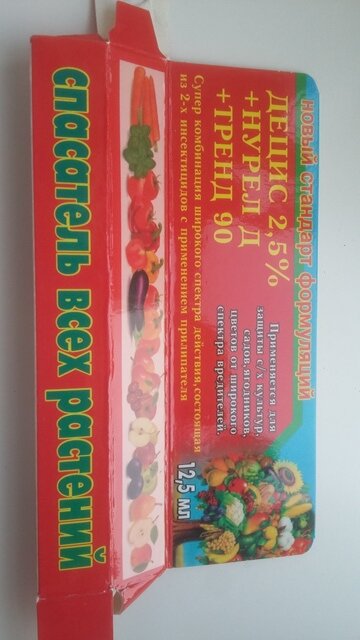 новый стандарт формуляций
ДЕЦИС 2,5%
+НУРЕЛ Д
+ТРЕНД 90
Применяется для
защиты с/х культур,
садов, ягодников,
цветов от широкого
спектра вредителей.
Супер комбинация широкого спектра действия, состоящая
из 2-х инсектицидов с применением прилипателя
12,5 мл
спасатель всех растений